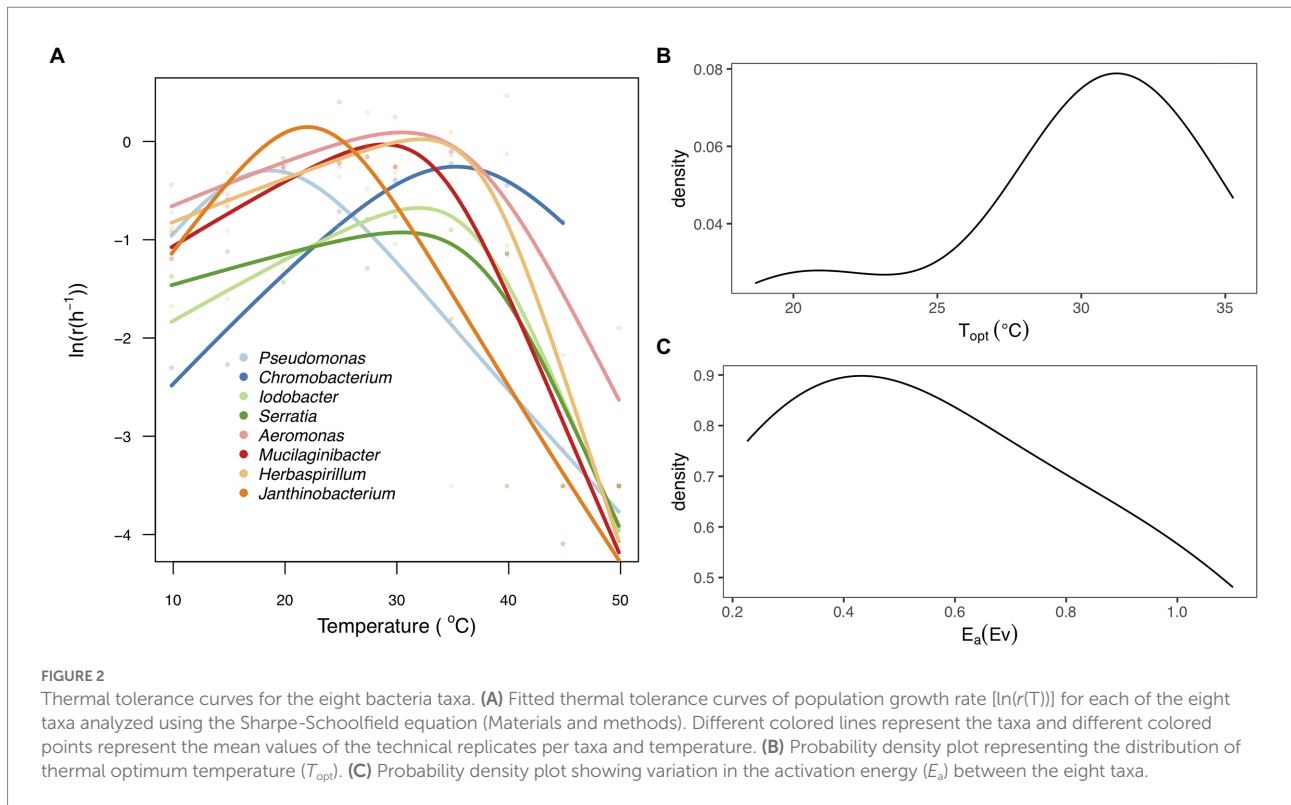 A
0
−1
−2
−3
−4
ln(r(h⁻¹))
Pseudomonas
Chromobacterium
Iodobacter
Serratia
Aeromonas
Mucilaginibacter
Herbaspirillum
Janthinobacterium
10 20 30 40 50
Temperature ( °C)
B
0.08
0.06
0.04
density
20 25 30 35
Tₒₚₜ (°C)
C
0.9
0.8
0.7
0.6
0.5
density
0.2 0.4 0.6 0.8 1.0
Eₐ(Ev)
FIGURE 2
Thermal tolerance curves for the eight bacteria taxa. (A) Fitted thermal tolerance curves of population growth rate [ln(r(T))] for each of the eight
taxa analyzed using the Sharpe-Schoolfield equation (Materials and methods). Different colored lines represent the taxa and different colored
points represent the mean values of the technical replicates per taxa and temperature. (B) Probability density plot representing the distribution of
thermal optimum temperature (Tₒₚₜ). (C) Probability density plot showing variation in the activation energy (Eₐ) between the eight taxa.